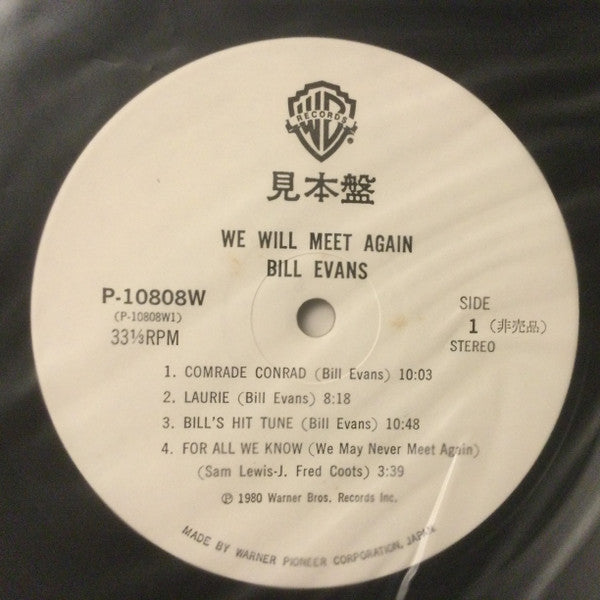 RECORDS
見本盤
WE WILL MEET AGAIN
BILL EVANS
P-10808W
(P-10808W1)
33⅓RPM
SIDE
1 (非売品)
STEREO
1. COMRADE CONRAD (Bill Evans) 10:03
2. LAURIE (Bill Evans) 8:18
3. BILL'S HIT TUNE (Bill Evans) 10:48
4. FOR ALL WE KNOW (We May Never Meet Again)
(Sam Lewis-J. Fred Coots) 3:39
℗ 1980 Warner Bros. Records Inc.
MADE BY WARNER PIONEER CORPORATION, JAPAN